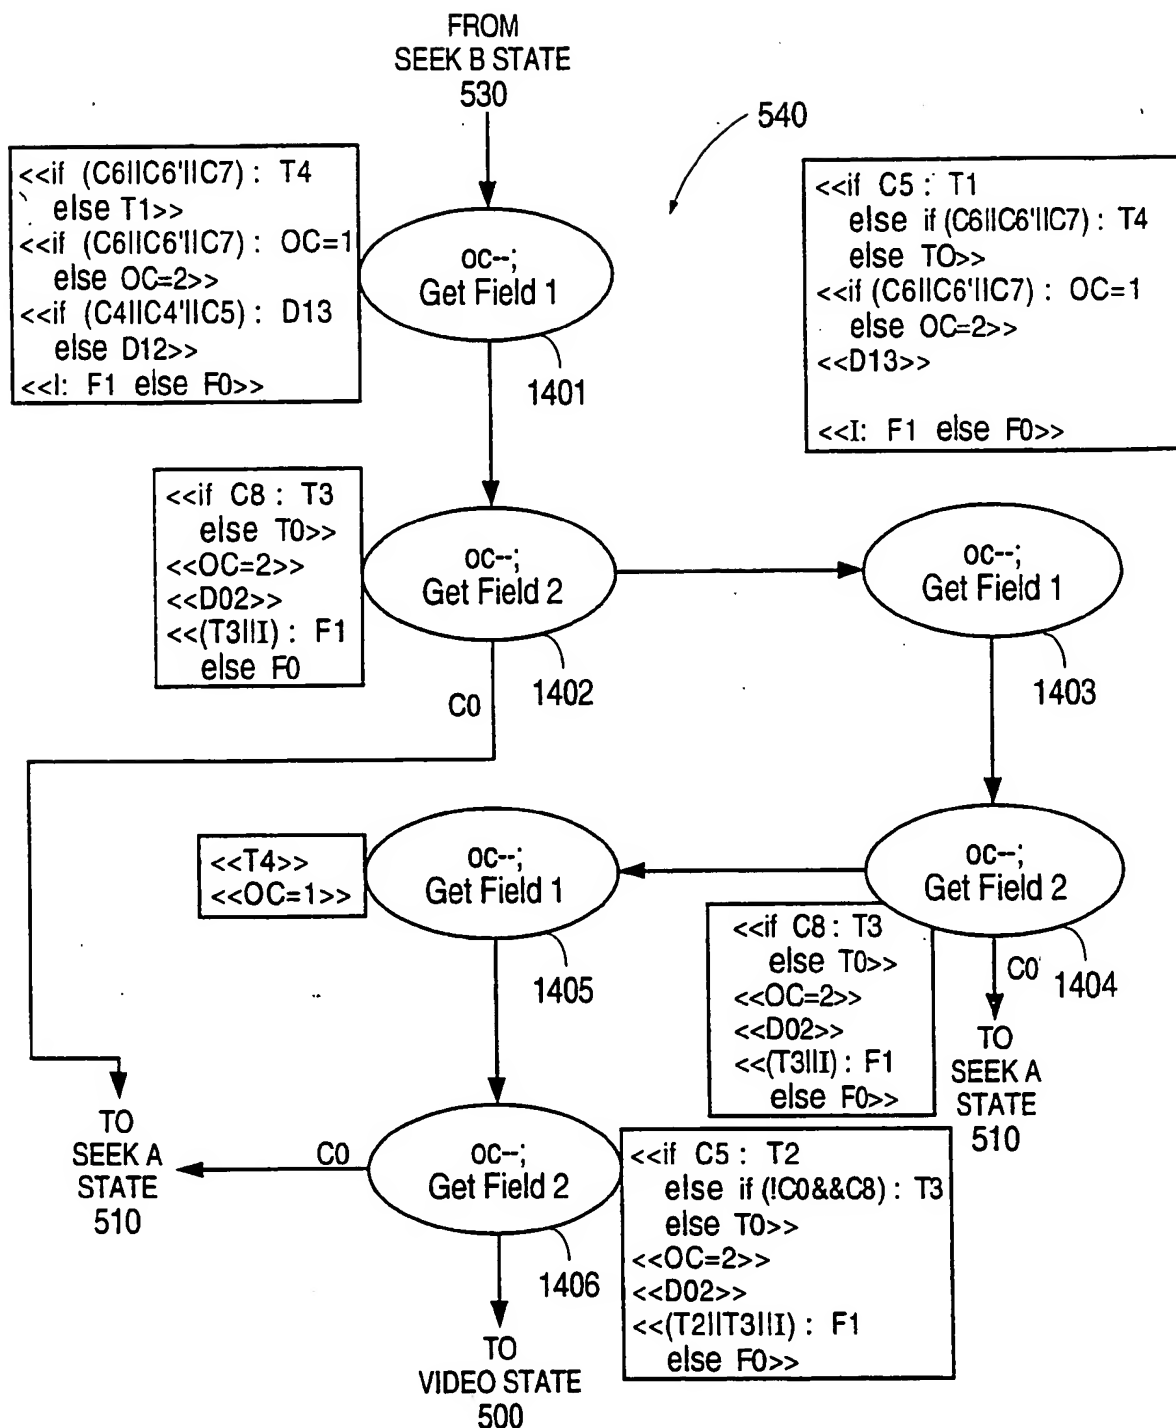 FROM
SEEK B STATE
530
540
<<if (C6||C6'||C7) : T4
else T1>>
<<if (C6||C6'||C7) : OC=1
else OC=2>>
<<if (C4||C4'||C5) : D13
else D12>>
<<I: F1 else F0>>
oc--;
Get Field 1
1401
<<if C5 : T1
else if (C6||C6'||C7) : T4
else TO>>
<<if (C6||C6'||C7) : OC=1
else OC=2>>
<<D13>>
<<I: F1 else F0>>
<<if C8 : T3
else T0>>
<<OC=2>>
<<D02>>
<<(T3||I) : F1
else F0
oc--;
Get Field 2
1402
C0
oc--;
Get Field 1
1403
<<T4>>
<<OC=1>>
oc--;
Get Field 1
1405
oc--;
Get Field 2
1404
C0
<<if C8 : T3
else T0>>
<<OC=2>>
<<D02>>
<<(T3||I) : F1
else F0>>
TO
SEEK A
STATE
510
TO
SEEK A
STATE
510
C0
oc--;
Get Field 2
1406
<<if C5 : T2
else if (!C0&&C8) : T3
else T0>>
<<OC=2>>
<<D02>>
<<(T2||T3||I) : F1
else F0>>
TO
VIDEO STATE
500